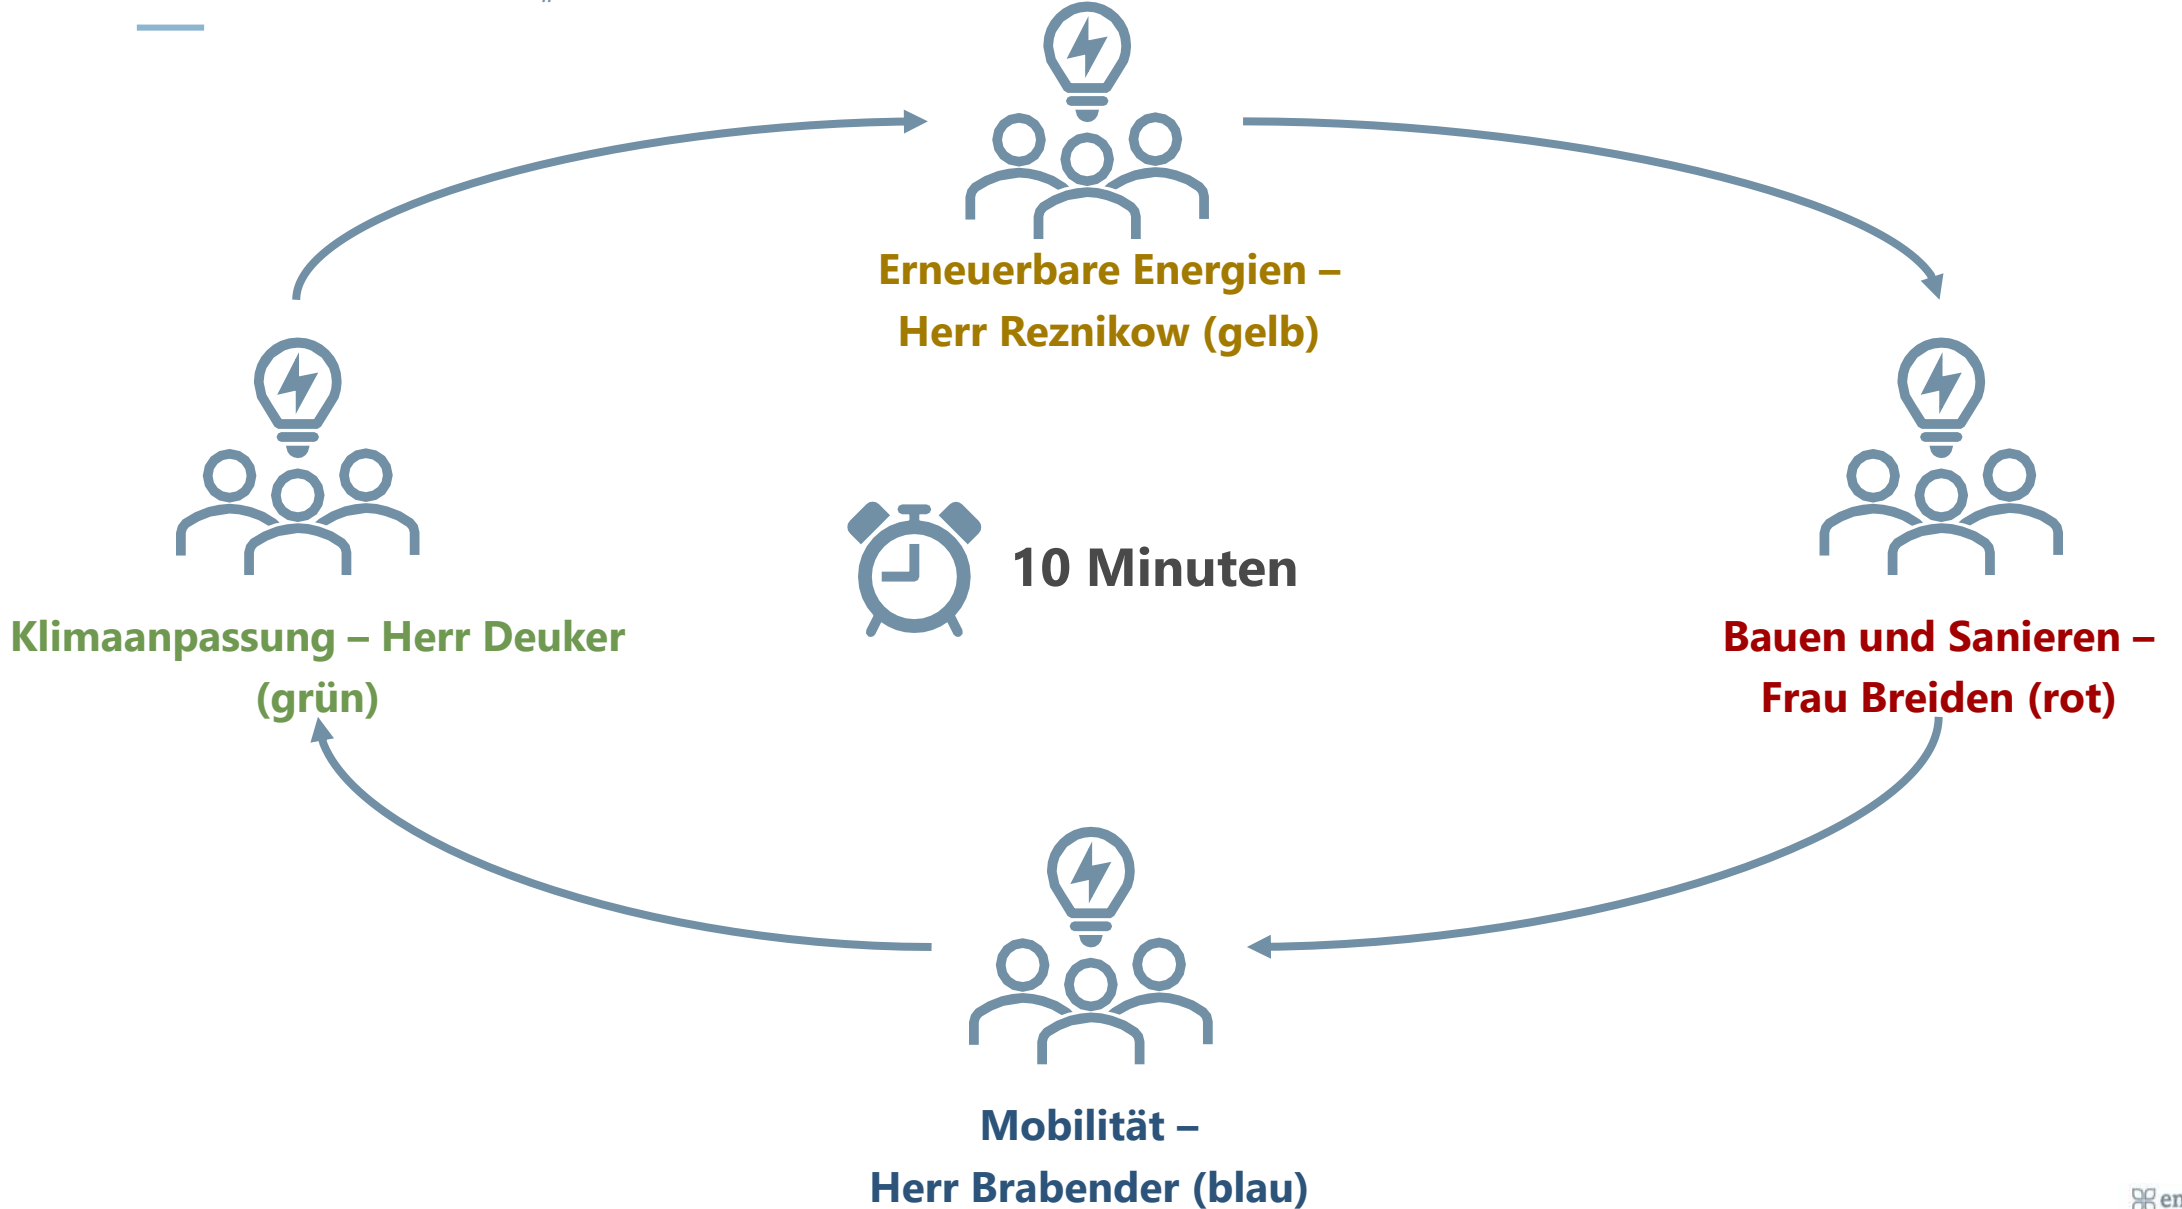 Erneuerbare Energien –
Herr Reznikow (gelb)
10 Minuten
Klimaanpassung – Herr Deuker
(grün)
Bauen und Sanieren –
Frau Breiden (rot)
Mobilität –
Herr Brabender (blau)